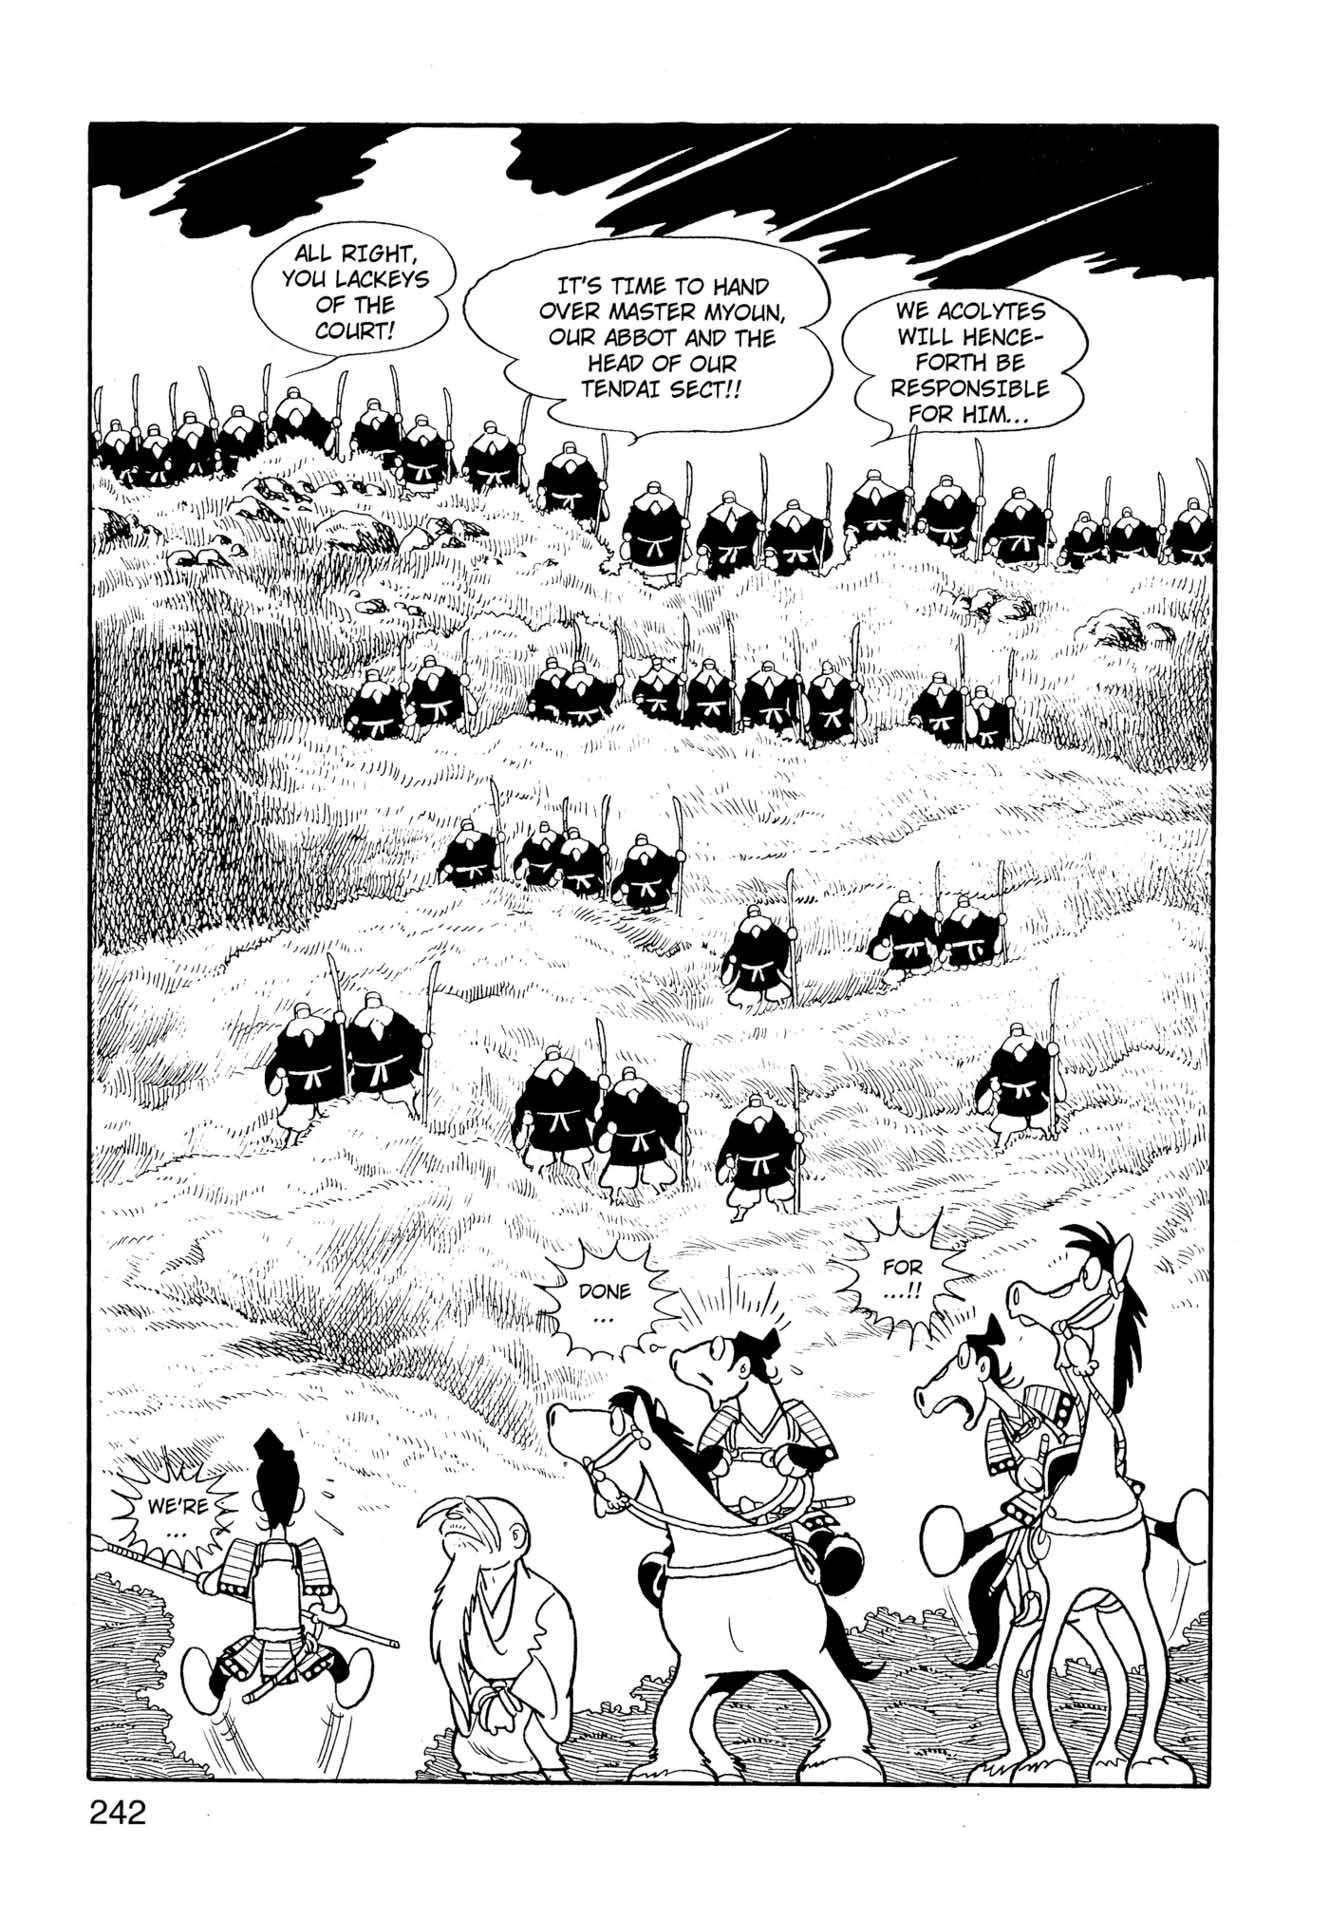 ALL RIGHT,
YOU LACKEYS
OF THE
COURT!
IT'S TIME TO HAND
OVER MASTER MYOUN,
OUR ABBOT AND THE
HEAD OF OUR
TENDAI SECT!!
WE ACOLYTES
WILL HENCE-
FORTH BE
RESPONSIBLE
FOR HIM...
WE'RE
...
DONE
...
FOR
...!!
242